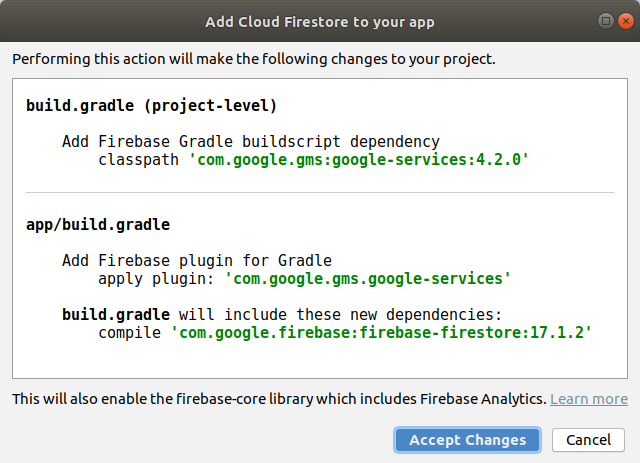 Add Cloud Firestore to your app
Performing this action will make the following changes to your project.
build.gradle (project-level)
Add Firebase Gradle buildscript dependency
classpath 'com.google.gms:google-services:4.2.0'
app/build.gradle
Add Firebase plugin for Gradle
apply plugin: 'com.google.gms.google-services'
build.gradle will include these new dependencies:
compile 'com.google.firebase:firebase-firestore:17.1.2'
This will also enable the firebase-core library which includes Firebase Analytics. Learn more
Accept Changes Cancel